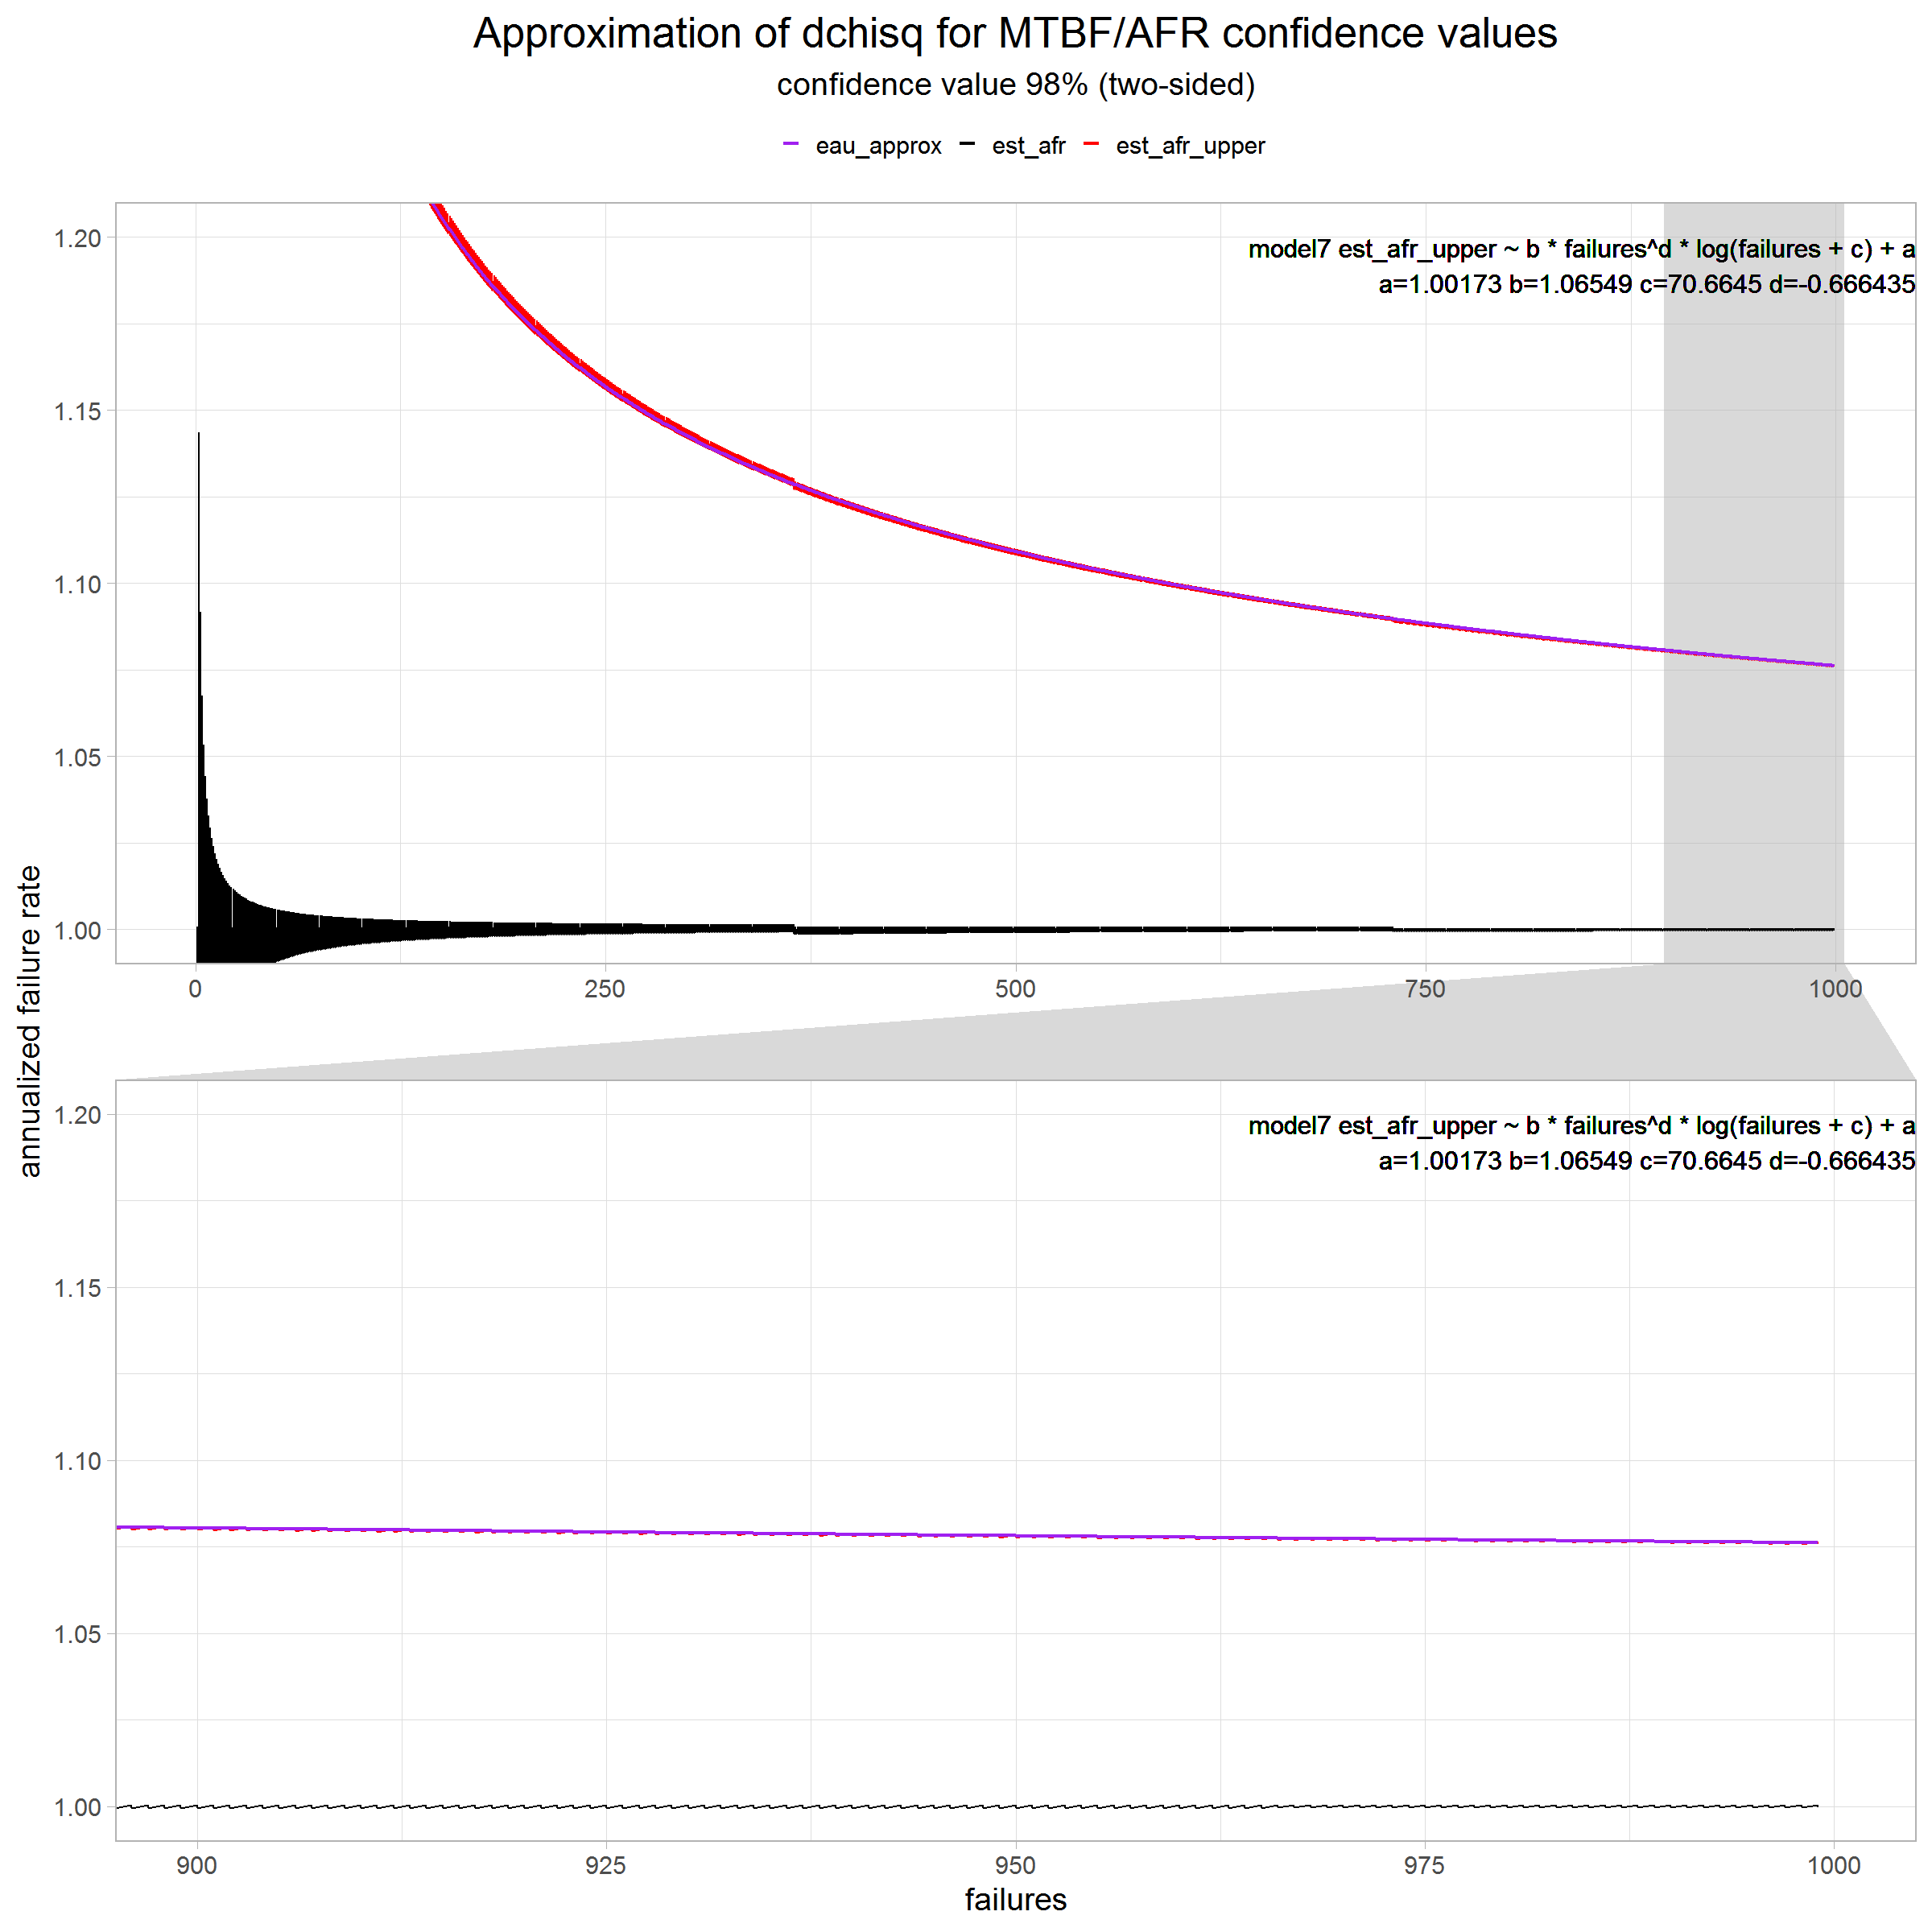 Approximation of dchisq for MTBF/AFR confidence values
confidence value 98% (two-sided)
eau_approx est_afr est_afr_upper
model7 est_afr_upper ~ b * failures^d * log(failures + c) + a
a=1.00173 b=1.06549 c=70.6645 d=-0.666435
1.20
1.15
1.10
1.05
1.00
0 250 500 750 1000
annualized failure rate
model7 est_afr_upper ~ b * failures^d * log(failures + c) + a
a=1.00173 b=1.06549 c=70.6645 d=-0.666435
1.20
1.15
1.10
1.05
1.00
900 925 950 975 1000
failures